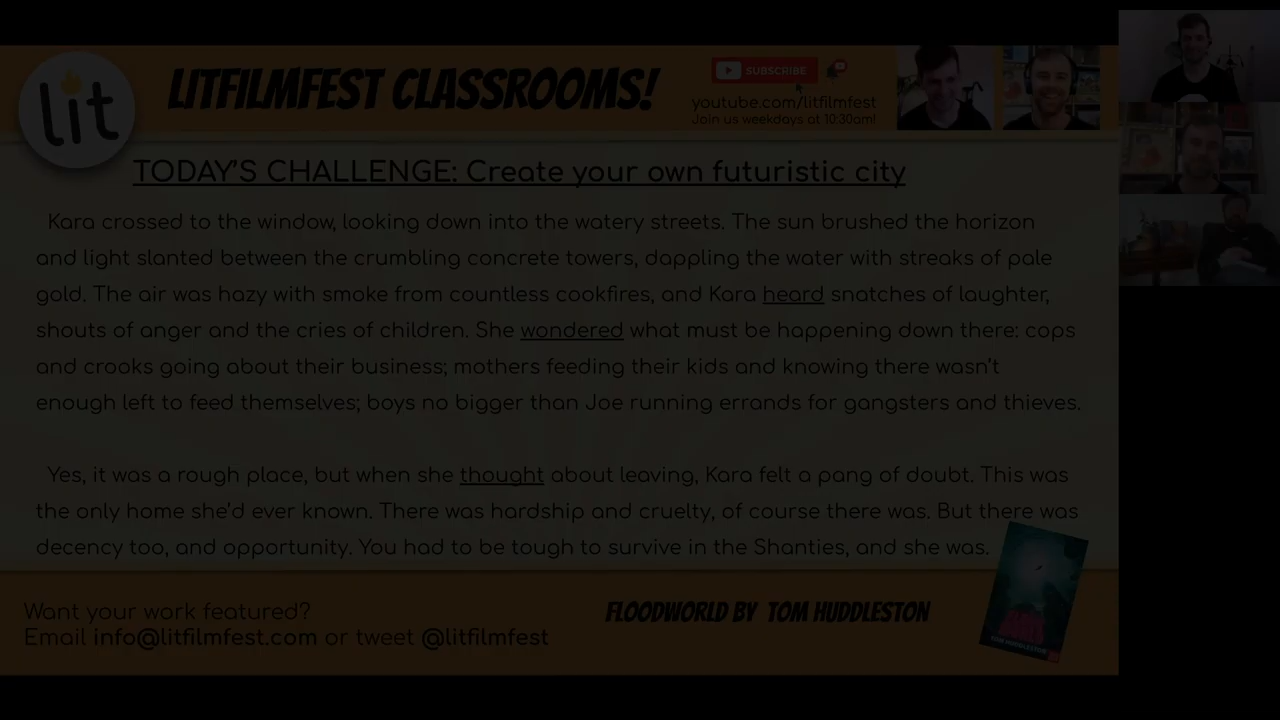 lit
LITFILMFEST CLASSROOMS!
SUBSCRIBE
youtube.com/litfilmfest
Join us weekdays at 10:30am!
TODAY'S CHALLENGE: Create your own futuristic city
Kara crossed to the window, looking down into the watery streets. The sun brushed the horizon
and light slanted between the crumbling concrete towers, dappling the water with streaks of pale
gold. The air was hazy with smoke from countless cookfires, and Kara heard snatches of laughter,
shouts of anger and the cries of children. She wondered what must be happening down there: cops
and crooks going about their business; mothers feeding their kids and knowing there wasn't
enough left to feed themselves; boys no bigger than Joe running errands for gangsters and thieves.
Yes, it was a rough place, but when she thought about leaving, Kara felt a pang of doubt. This was
the only home she'd ever known. There was hardship and cruelty, of course there was. But there was
decency too, and opportunity. You had to be tough to survive in the Shanties, and she was.
Want your work featured?
Email info@litfilmfest.com or tweet @litfilmfest
FLOODWORLD BY TOM HUDDLESTON
TOM HUDDLESTON